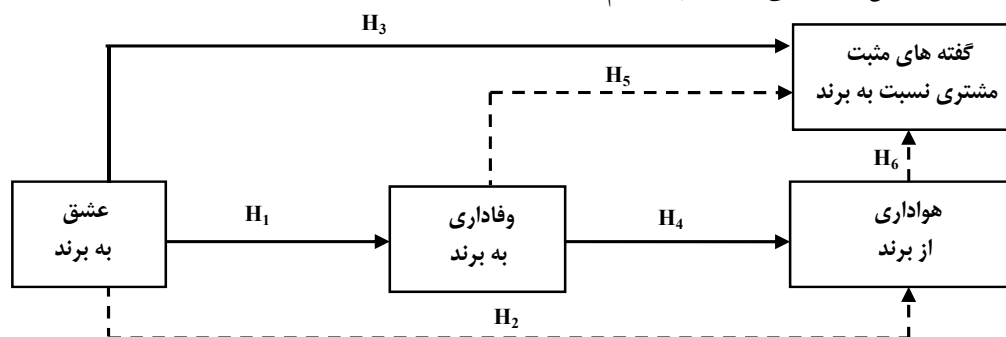 H₃
گفته های مثبت
مشتری نسبت به برند
H₅
H₆
عشق
به برند
H₁
وفاداری
به برند
H₄
هواداری
از برند
H₂